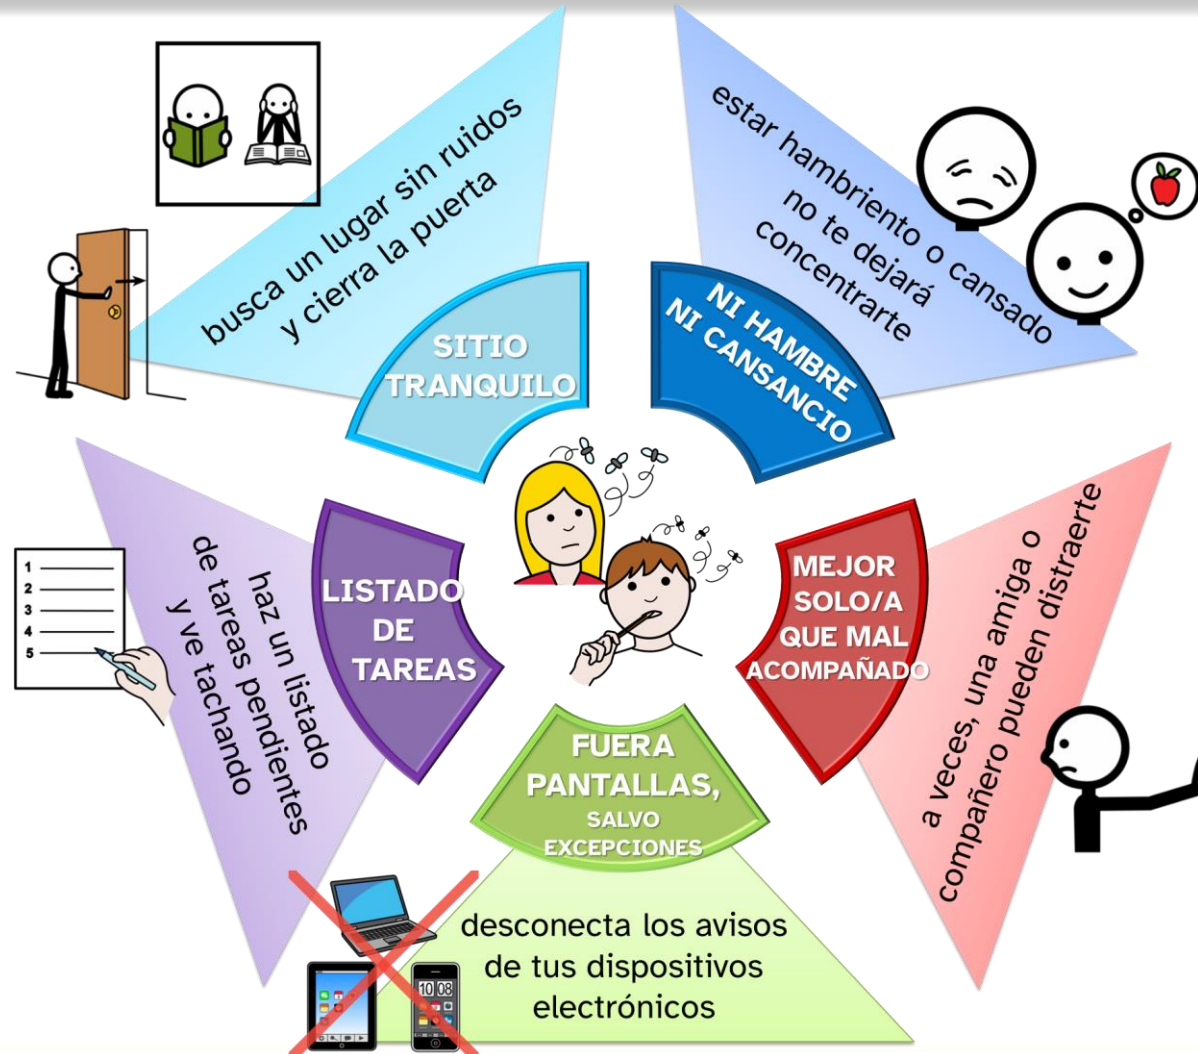 busca un lugar sin ruidos
y cierra la puerta
SITIO
TRANQUILO
estar hambriento o cansado
no te dejará
concentrarte
NI HAMBRE
NI CANSANCIO
MEJOR
SOLO/A
QUE MAL
ACOMPAÑADO
a veces, una amiga o
compañero pueden distraerte
FUERA
PANTALLAS,
SALVO
EXCEPCIONES
desconecta los avisos
de tus dispositivos
electrónicos
10 08
LISTADO
DE
TAREAS
haz un listado
de tareas pendientes
y ve tachando
1
2
3
4
5